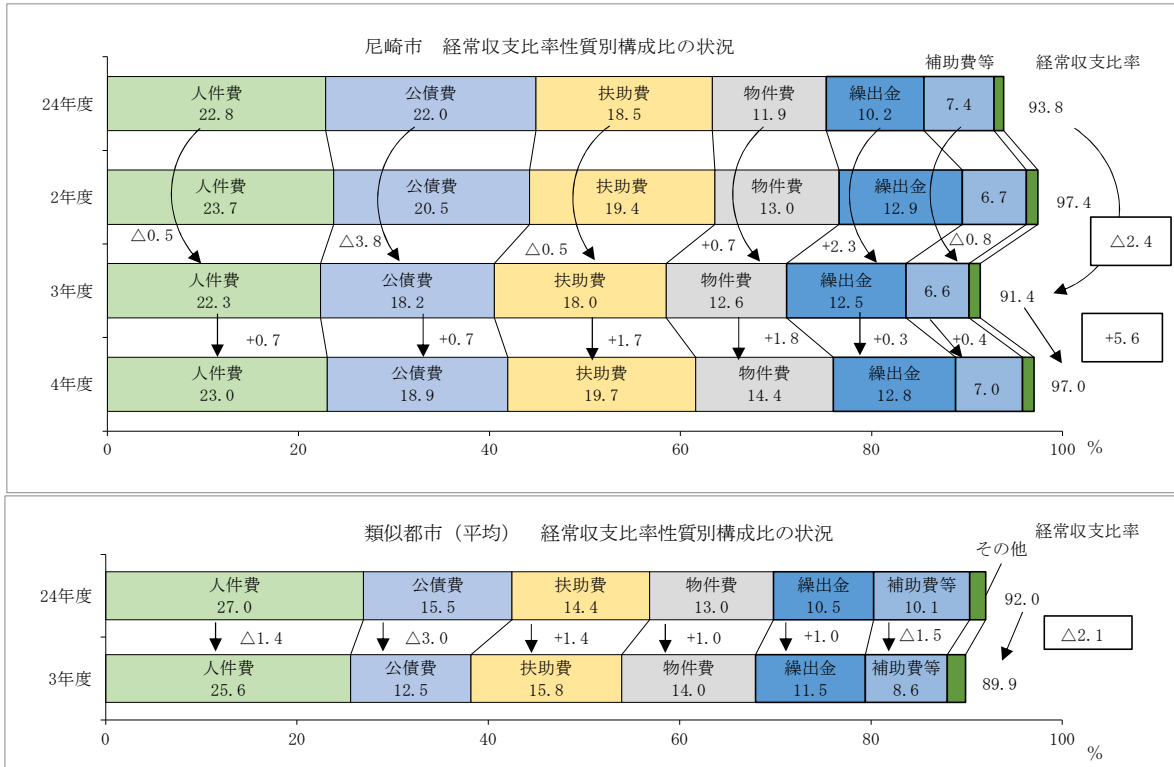 尼崎市 経常収支比率性質別構成比の状況
補助費等 経常収支比率
24年度 人件費 公債費 扶助費 物件費 繰出金
22.8 22.0 18.5 11.9 10.2 7.4 93.8
2年度 人件費 公債費 扶助費 物件費 繰出金
23.7 20.5 19.4 13.0 12.9 6.7 97.4
△0.5 △3.8 △0.5 +0.7 +2.3 △0.8 △2.4
3年度 人件費 公債費 扶助費 物件費 繰出金
22.3 18.2 18.0 12.6 12.5 6.6 91.4
+0.7 +0.7 +1.7 +1.8 +0.3 +0.4 +5.6
4年度 人件費 公債費 扶助費 物件費 繰出金
23.0 18.9 19.7 14.4 12.8 7.0 97.0
0 20 40 60 80 100 %
類似都市(平均) 経常収支比率性質別構成比の状況
経常収支比率
その他
24年度 人件費 公債費 扶助費 物件費 繰出金 補助費等
27.0 15.5 14.4 13.0 10.5 10.1 92.0
△1.4 △3.0 +1.4 +1.0 +1.0 △1.5 △2.1
3年度 人件費 公債費 扶助費 物件費 繰出金 補助費等
25.6 12.5 15.8 14.0 11.5 8.6 89.9
0 20 40 60 80 100 %